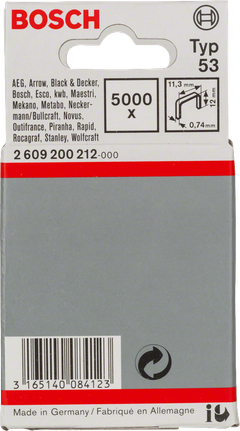 BOSCH
BOSCH
Typ
53
AEG, Arrow, Black & Decker,
Bosch, Esco, kwb, Maestri,
Mekano, Metabo, Necker-
mann/Bullcraft, Novus,
Outifrance, Piranha, Rapid,
Rocagraf, Stanley, Wolfcraft
5000
x
11,3 mm
12 mm
0,74mm
2 609 200 212-000
3 165140 084123
Made in Germany / Fabriqué en Allemagne